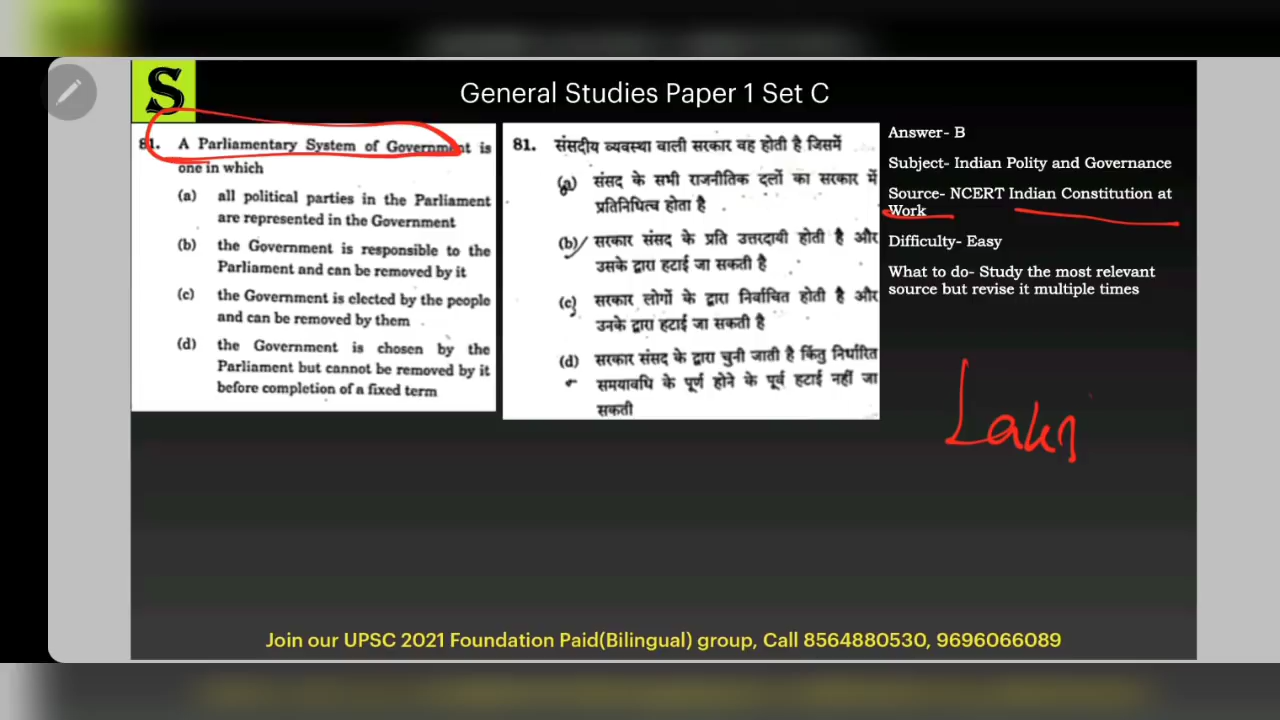 S
General Studies Paper 1 Set C
81. A Parliamentary System of Government is
one in which
(a) all political parties in the Parliament
are represented in the Government
(b) the Government is responsible to the
Parliament and can be removed by it
(c) the Government is elected by the people
and can be removed by them
(d) the Government is chosen by the
Parliament but cannot be removed by it
before completion of a fixed term
81. संसदीय व्यवस्था वाली सरकार वह होती है जिसमें
(a) संसद के सभी राजनीतिक दलों का सरकार में
प्रतिनिधित्व होता है
(b) सरकार संसद के प्रति उत्तरदायी होती है और
उसके द्वारा हटाई जा सकती है
(c) सरकार लोगों के द्वारा निर्वाचित होती है और
उनके द्वारा हटाई जा सकती है
(d) सरकार संसद के द्वारा चुनी जाती है किंतु निर्धारित
समयावधि के पूर्ण होने के पूर्व हटाई नहीं जा
सकती
Answer- B
Subject- Indian Polity and Governance
Source- NCERT Indian Constitution at
Work
Difficulty- Easy
What to do- Study the most relevant
source but revise it multiple times
Join our UPSC 2021 Foundation Paid(Bilingual) group, Call 8564880530, 9696066089